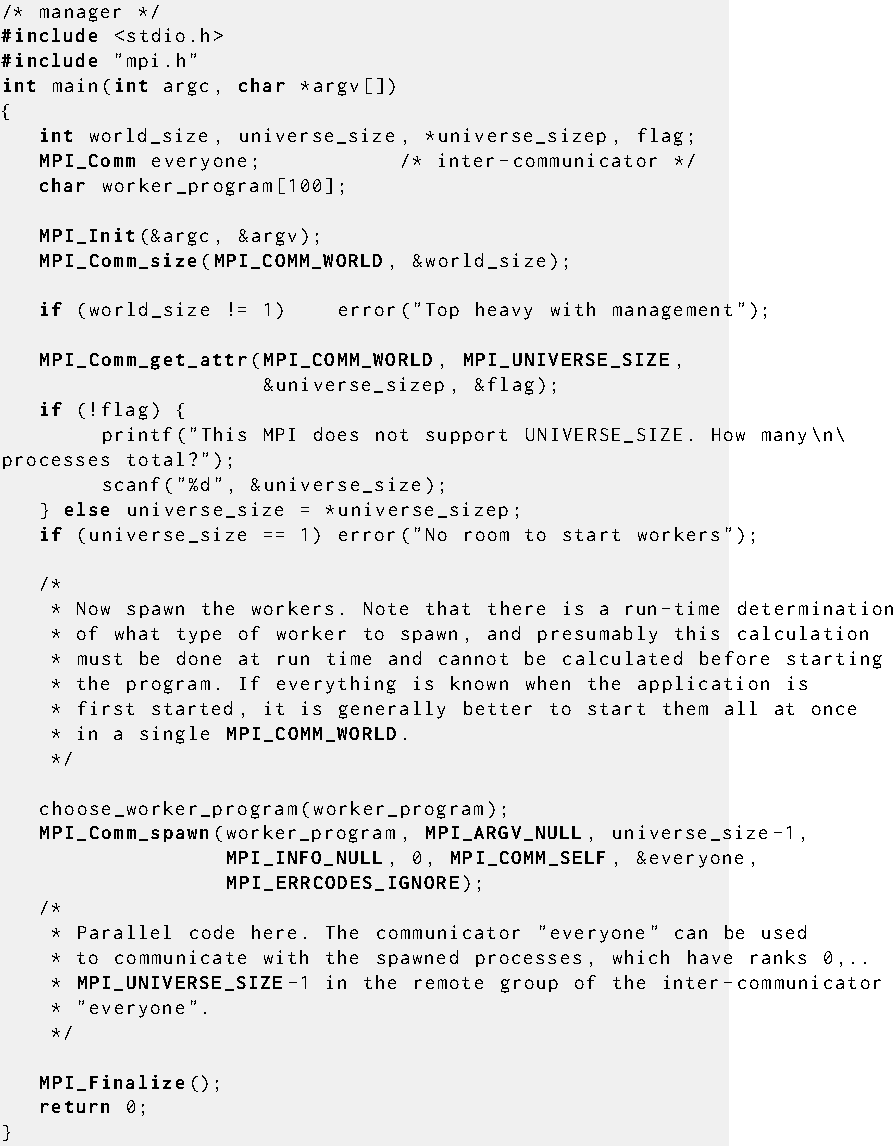 /* manager */
#include <stdio.h>
#include "mpi.h"
int main(int argc, char *argv[])
{
   int world_size, universe_size, *universe_sizep, flag;
   MPI_Comm everyone;           /* inter-communicator */
   char worker_program[100];

   MPI_Init(&argc, &argv);
   MPI_Comm_size(MPI_COMM_WORLD, &world_size);

   if (world_size != 1)    error("Top heavy with management");

   MPI_Comm_get_attr(MPI_COMM_WORLD, MPI_UNIVERSE_SIZE,
                     &universe_sizep, &flag);
   if (!flag) {
        printf("This MPI does not support UNIVERSE_SIZE. How many\n\
processes total?");
        scanf("%d", &universe_size);
   } else universe_size = *universe_sizep;
   if (universe_size == 1) error("No room to start workers");

   /*
    * Now spawn the workers. Note that there is a run-time determination
    * of what type of worker to spawn, and presumably this calculation
    * must be done at run time and cannot be calculated before starting
    * the program. If everything is known when the application is
    * first started, it is generally better to start them all at once
    * in a single MPI_COMM_WORLD.
    */

   choose_worker_program(worker_program);
   MPI_Comm_spawn(worker_program, MPI_ARGV_NULL, universe_size-1,
                  MPI_INFO_NULL, 0, MPI_COMM_SELF, &everyone,
                  MPI_ERRCODES_IGNORE);
   /*
    * Parallel code here. The communicator "everyone" can be used
    * to communicate with the spawned processes, which have ranks 0,..
    * MPI_UNIVERSE_SIZE-1 in the remote group of the inter-communicator
    * "everyone".
    */

   MPI_Finalize();
   return 0;
}